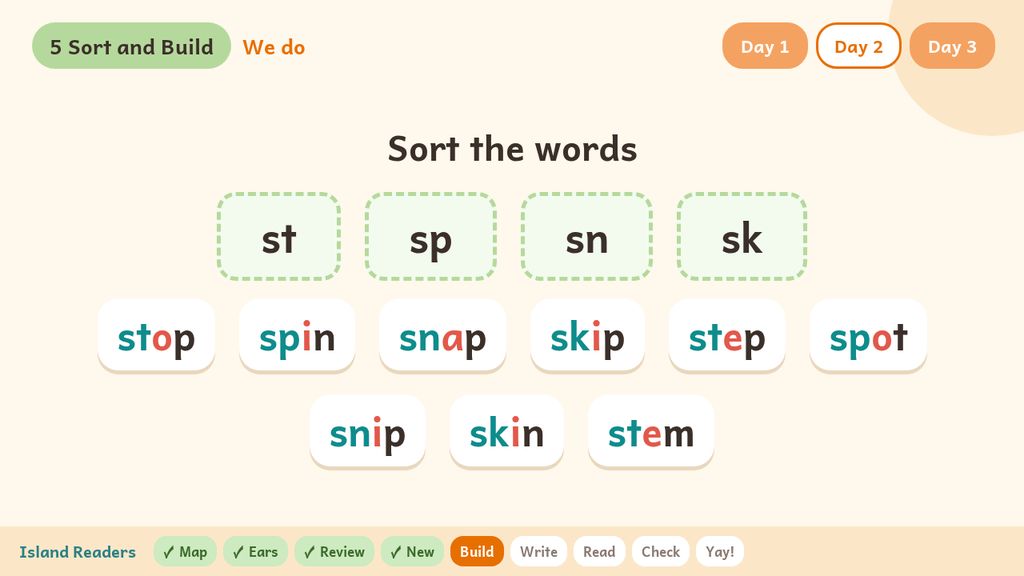 5 Sort and Build We do Day 1 Day 2 Day 3
Sort the words
st sp sn sk
stop spin snap skip step spot
snip skin stem
Island Readers ✓ Map ✓ Ears ✓ Review ✓ New Build Write Read Check Yay!